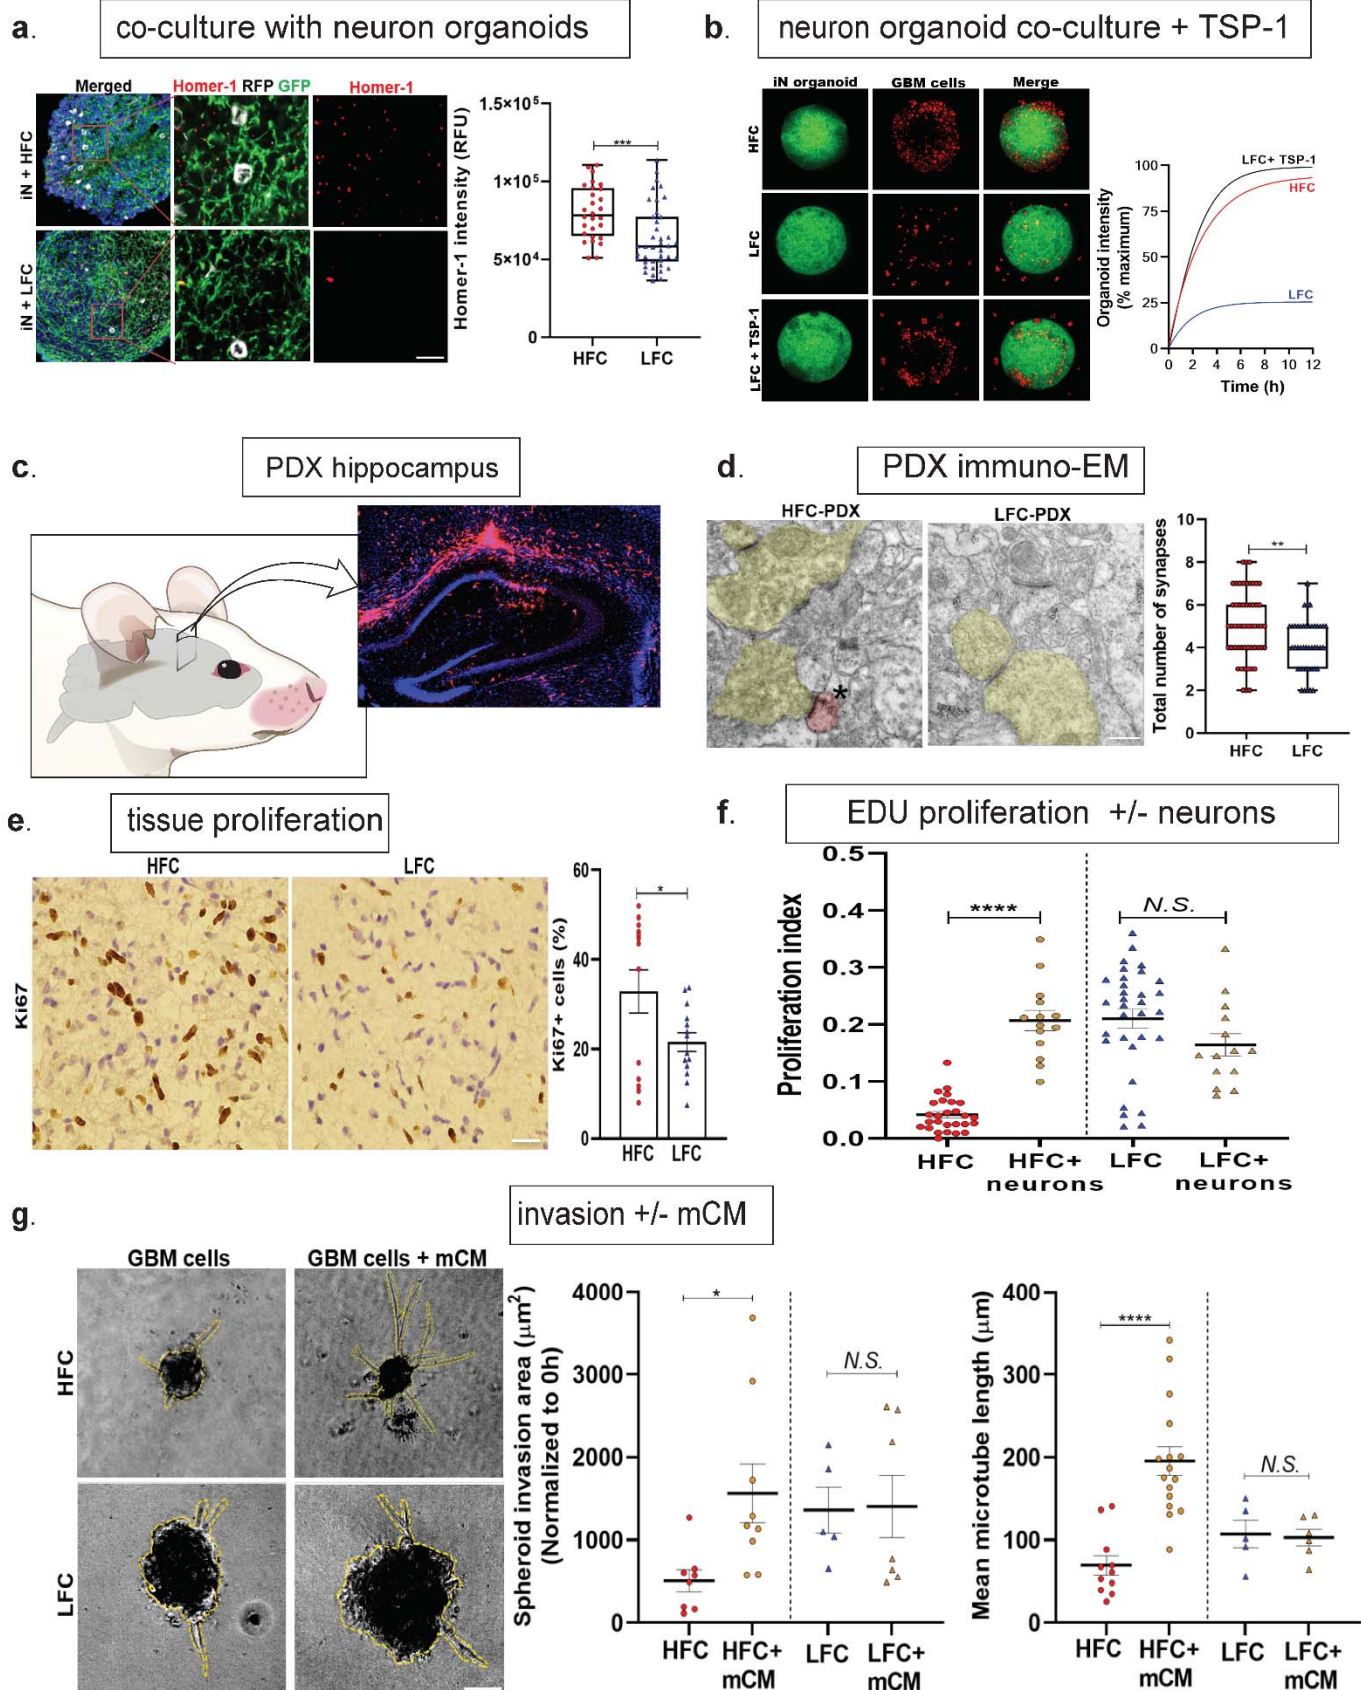 a.
co-culture with neuron organoids
Merged
Homer-1 RFP GFP
Homer-1
iN + HFC
iN + LFC
Homer-1 intensity (RFU)
1.5×10⁵
1×10⁵
5×10⁴
0
***
HFC LFC
b.
neuron organoid co-culture + TSP-1
iN organoid
GBM cells
Merge
HFC
LFC
LFC + TSP-1
Organoid intensity
(% maximum)
100
75
50
25
0
LFC+ TSP-1
HFC
LFC
0 2 4 6 8 10 12
Time (h)
c.
PDX hippocampus
d.
PDX immuno-EM
HFC-PDX
LFC-PDX
*
Total number of synapses
10
8
6
4
2
0
**
HFC LFC
e.
tissue proliferation
HFC
LFC
Ki67
Ki67+ cells (%)
60
40
20
0
*
HFC LFC
f.
EDU proliferation +/- neurons
Proliferation index
0.5
0.4
0.3
0.2
0.1
0.0
****
N.S.
HFC
HFC+
neurons
LFC
LFC+
neurons
g.
invasion +/- mCM
GBM cells
GBM cells + mCM
HFC
LFC
Spheroid invasion area (μm²)
(Normalized to 0h)
4000
3000
2000
1000
0
*
N.S.
HFC
HFC+
mCM
LFC
LFC+
mCM
Mean microtube length (μm)
400
300
200
100
0
****
N.S.
HFC
HFC+
mCM
LFC
LFC+
mCM